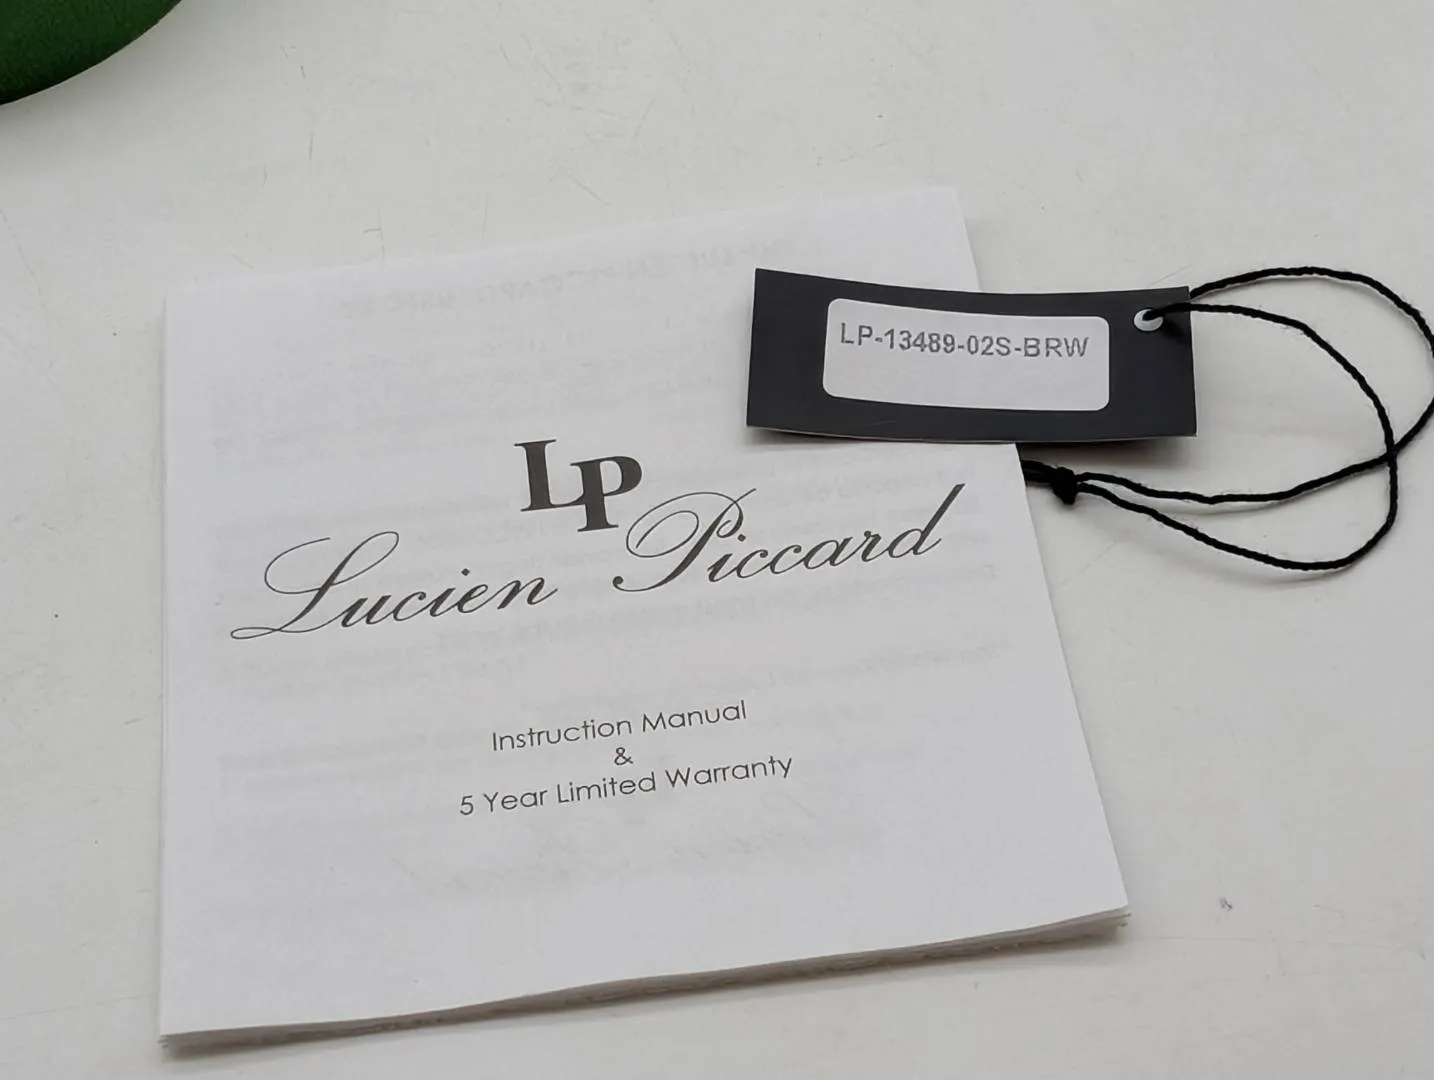 LP-13489-02S-BRW
LP
Lucien Piccard
Instruction Manual
&
5 Year Limited Warranty